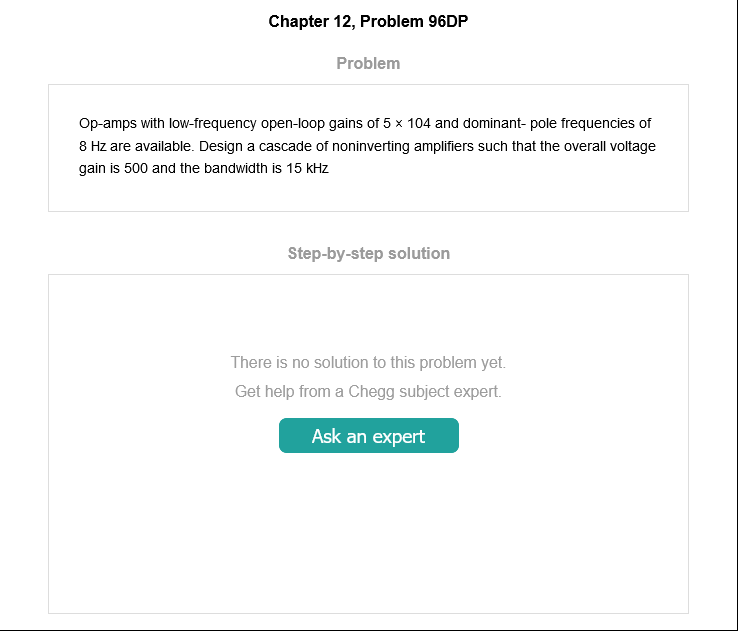 Chapter 12, Problem 96DP
Problem
Op-amps with low-frequency open-loop gains of 5 × 104 and dominant- pole frequencies of
8 Hz are available. Design a cascade of noninverting amplifiers such that the overall voltage
gain is 500 and the bandwidth is 15 kHz
Step-by-step solution
There is no solution to this problem yet.
Get help from a Chegg subject expert.
Ask an expert